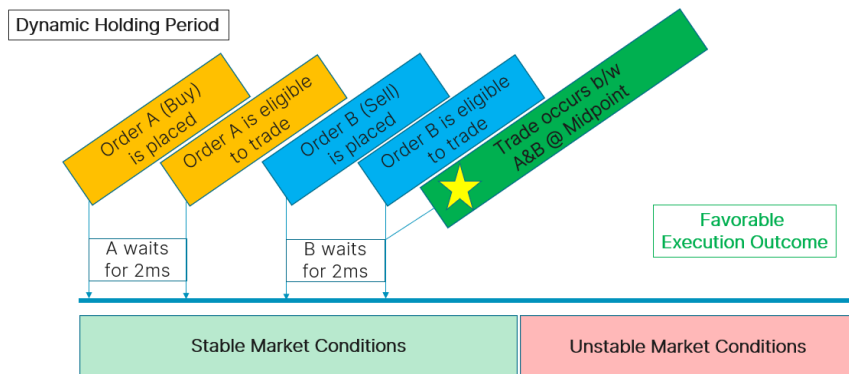 Dynamic Holding Period
Order A (Buy)
is placed
Order A is eligible
to trade
Order B (Sell)
is placed
Order B is eligible
to trade
Trade occurs b/w
A&B @ Midpoint
A waits
for 2ms
B waits
for 2ms
Favorable
Execution Outcome
Stable Market Conditions
Unstable Market Conditions